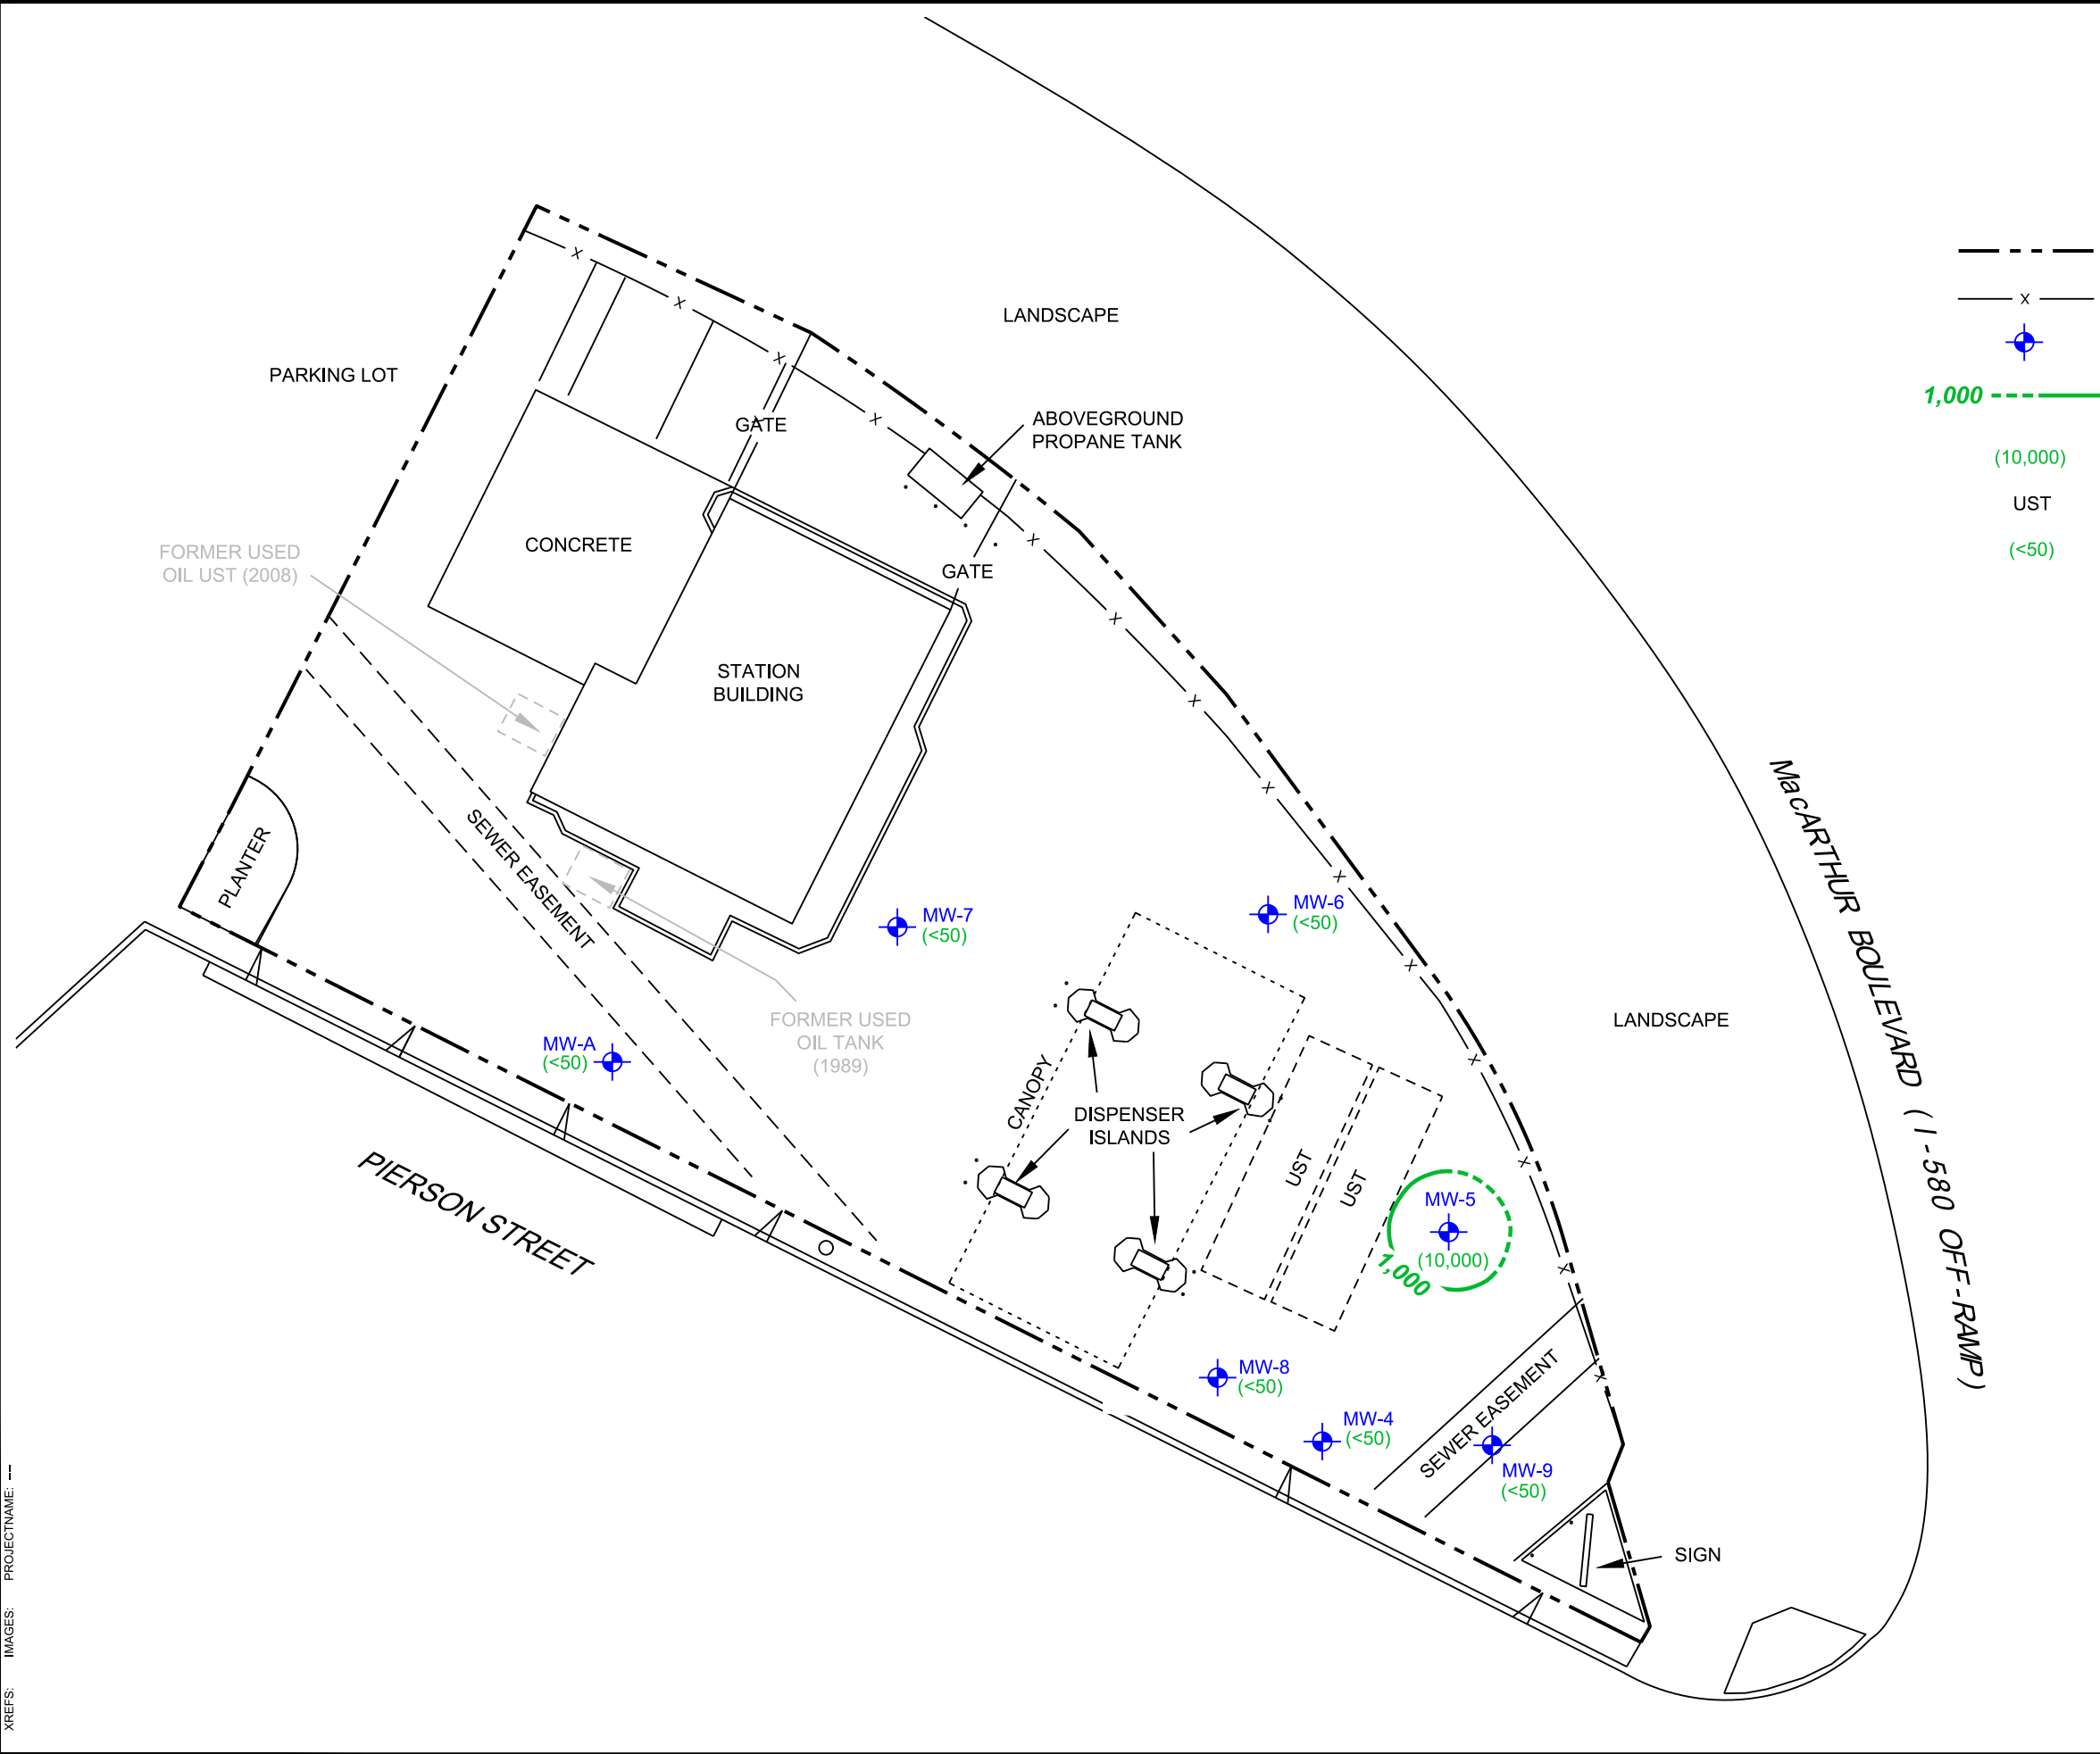 LANDSCAPE
X
X
X
X
X
1,000
(10,000)
UST
(<50)
PARKING LOT
GATE
ABOVEGROUND
PROPANE TANK
CONCRETE
FORMER USED
OIL UST (2008)
GATE
X
X
X
X
X
X
X
X
X
X
STATION
BUILDING
PLANTER
SEWER EASEMENT
MW-7
(<50)
MW-6
(<50)
MacARTHUR BOULEVARD (I-580 OFF-RAMP)
LANDSCAPE
FORMER USED
OIL TANK
(1989)
MW-A
(<50)
CANOPY
DISPENSER
ISLANDS
UST
UST
MW-5
(10,000)
1,000
PIERSON STREET
MW-8
(<50)
MW-4
(<50)
SEWER EASEMENT
MW-9
(<50)
SIGN
XREFS: IMAGES: PROJECTNAME: --